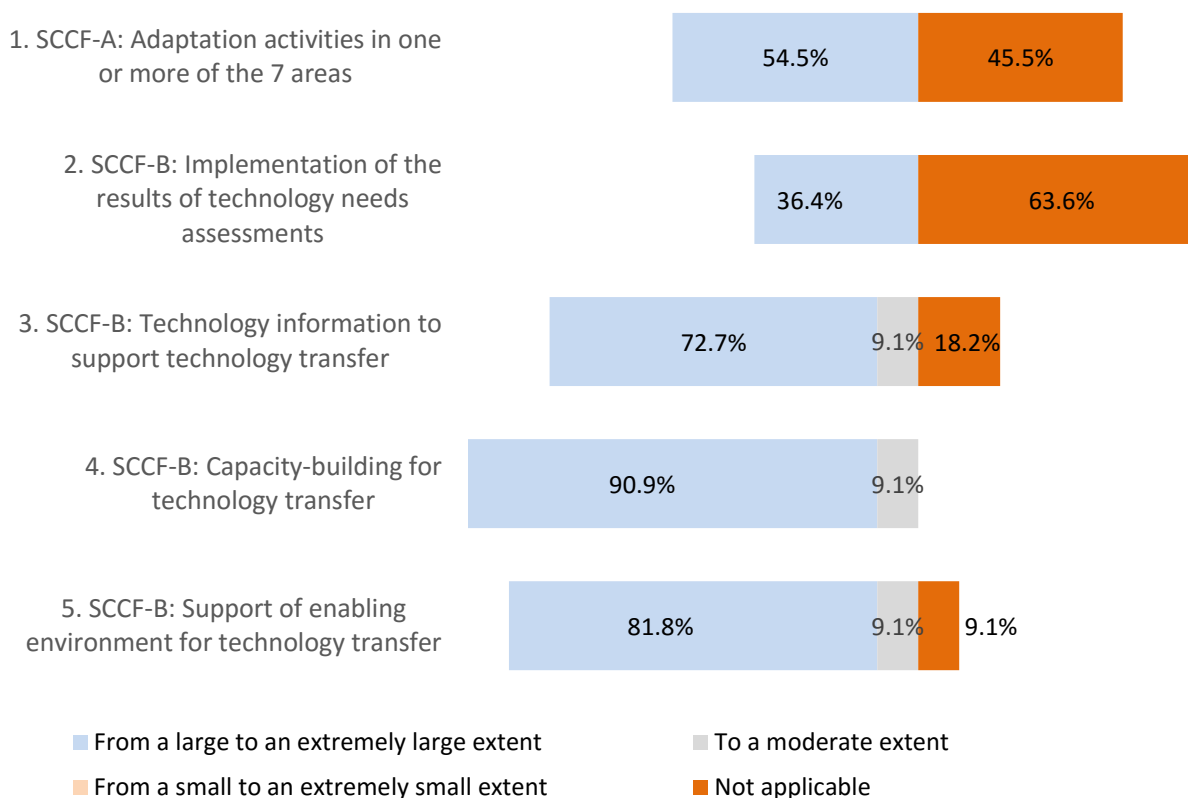 1. SCCF-A: Adaptation activities in one
or more of the 7 areas
54.5%
45.5%
2. SCCF-B: Implementation of the
results of technology needs
assessments
36.4%
63.6%
3. SCCF-B: Technology information to
support technology transfer
72.7%
9.1%
18.2%
4. SCCF-B: Capacity-building for
technology transfer
90.9%
9.1%
5. SCCF-B: Support of enabling
environment for technology transfer
81.8%
9.1%
9.1%
From a large to an extremely large extent
To a moderate extent
From a small to an extremely small extent
Not applicable